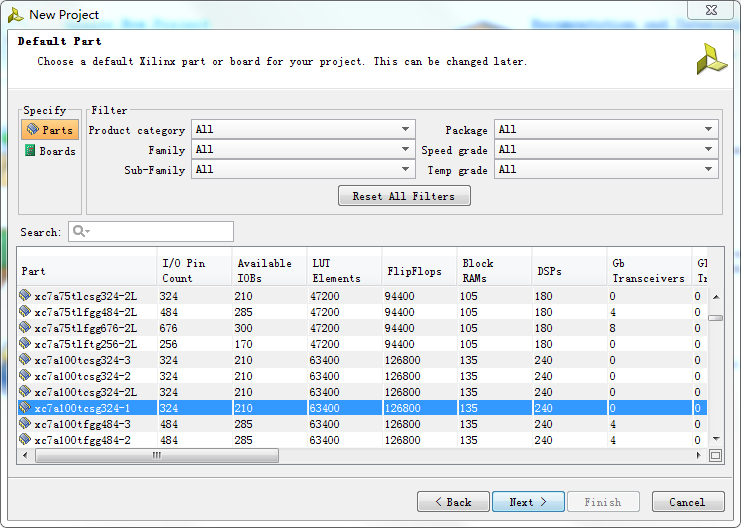 New Project
Default Part
Choose a default Xilinx part or board for your project. This can be changed later.
Specify
Parts
Boards
Filter
Product category All Package All
Family All Speed grade All
Sub-Family All Temp grade All
Reset All Filters
Search:
Part I/O Pin Count Available IOBs LUT Elements FlipFlops Block RAMs DSPs Gb Transceivers
xc7a75tlcsg324-2L 324 210 47200 94400 105 180 0 0
xc7a75tlfgg484-2L 484 285 47200 94400 105 180 4 0
xc7a75tlfgg676-2L 676 300 47200 94400 105 180 8 0
xc7a75tlftg256-2L 256 170 47200 94400 105 180 0 0
xc7a100tcsg324-3 324 210 63400 126800 135 240 0 0
xc7a100tcsg324-2 324 210 63400 126800 135 240 0 0
xc7a100tcsg324-2L 324 210 63400 126800 135 240 0 0
xc7a100tcsg324-1 324 210 63400 126800 135 240 0 0
xc7a100tfgg484-3 484 285 63400 126800 135 240 4 0
xc7a100tfgg484-2 484 285 63400 126800 135 240 4 0
< Back Next > Finish Cancel